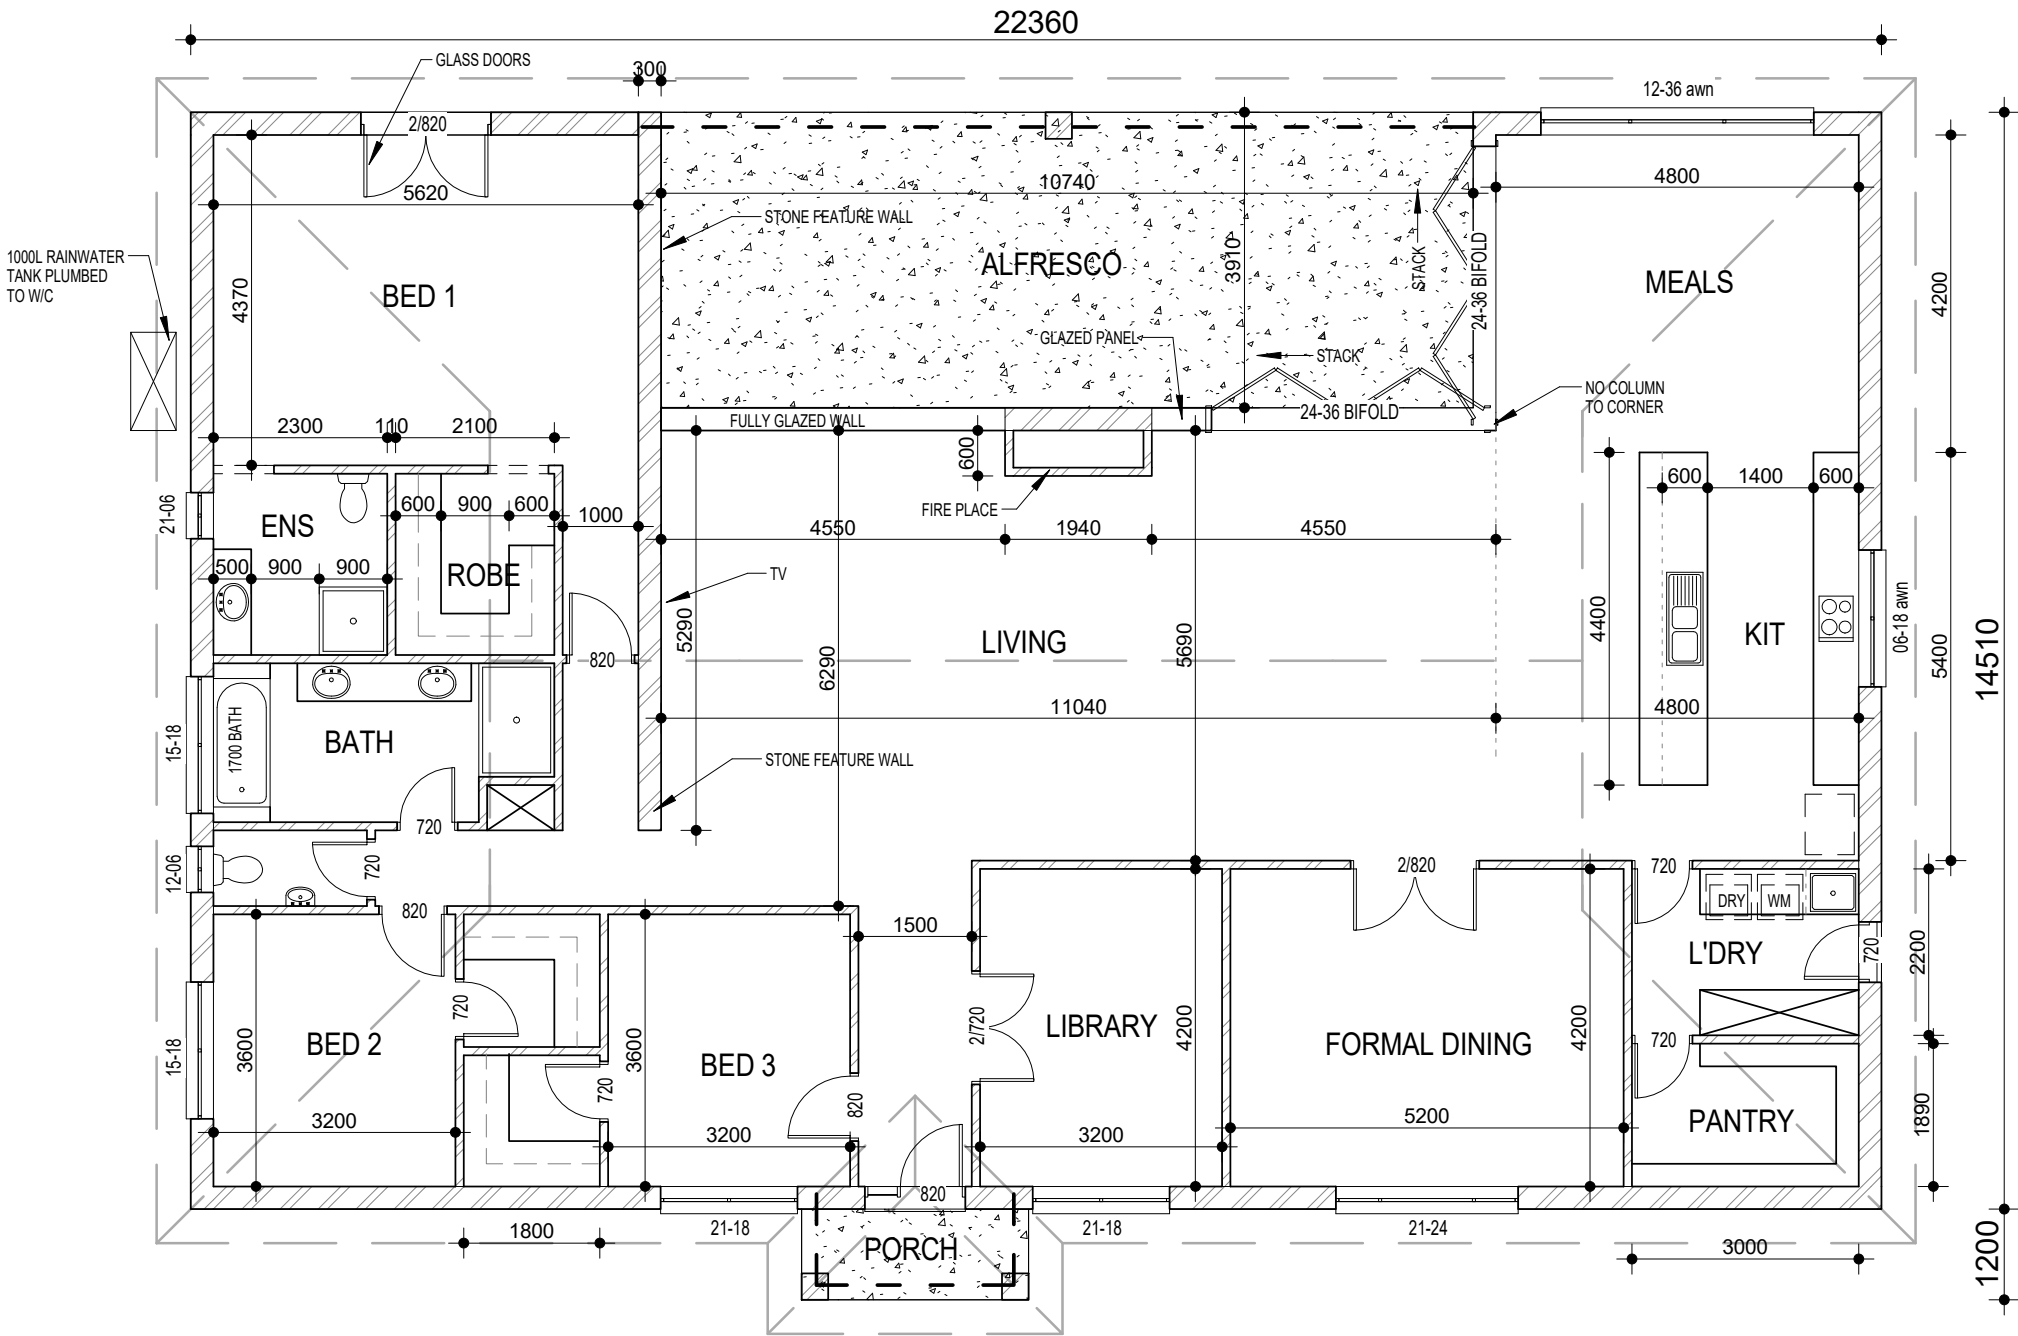 22360
GLASS DOORS
300
12-36 awn
2/820
5620
10740
4800
STONE FEATURE WALL
1000L RAINWATER
TANK PLUMBED
TO W/C
BED 1
4370
ALFRESCO
3910
STACK
24-36 BIFOLD
MEALS
4200
GLAZED PANEL
STACK
NO COLUMN
TO CORNER
24-36 BIFOLD
FULLY GLAZED WALL
2300
110
2100
600
600
1400
600
21-06
ENS
600
900
600
1000
FIRE PLACE
4550
1940
4550
500
900
900
ROBE
TV
5290
6290
LIVING
5690
4400
KIT
06-18 awn
5400
14510
820
11040
4800
15-18
1700 BATH
BATH
STONE FEATURE WALL
720
12-06
720
2/820
720
820
DRY
WM
1500
L'DRY
720
2200
15-18
3600
BED 2
720
3600
BED 3
2/720
LIBRARY
4200
FORMAL DINING
4200
720
720
820
3200
3200
3200
5200
PANTRY
1890
820
1800
21-18
PORCH
21-18
21-24
3000
1200